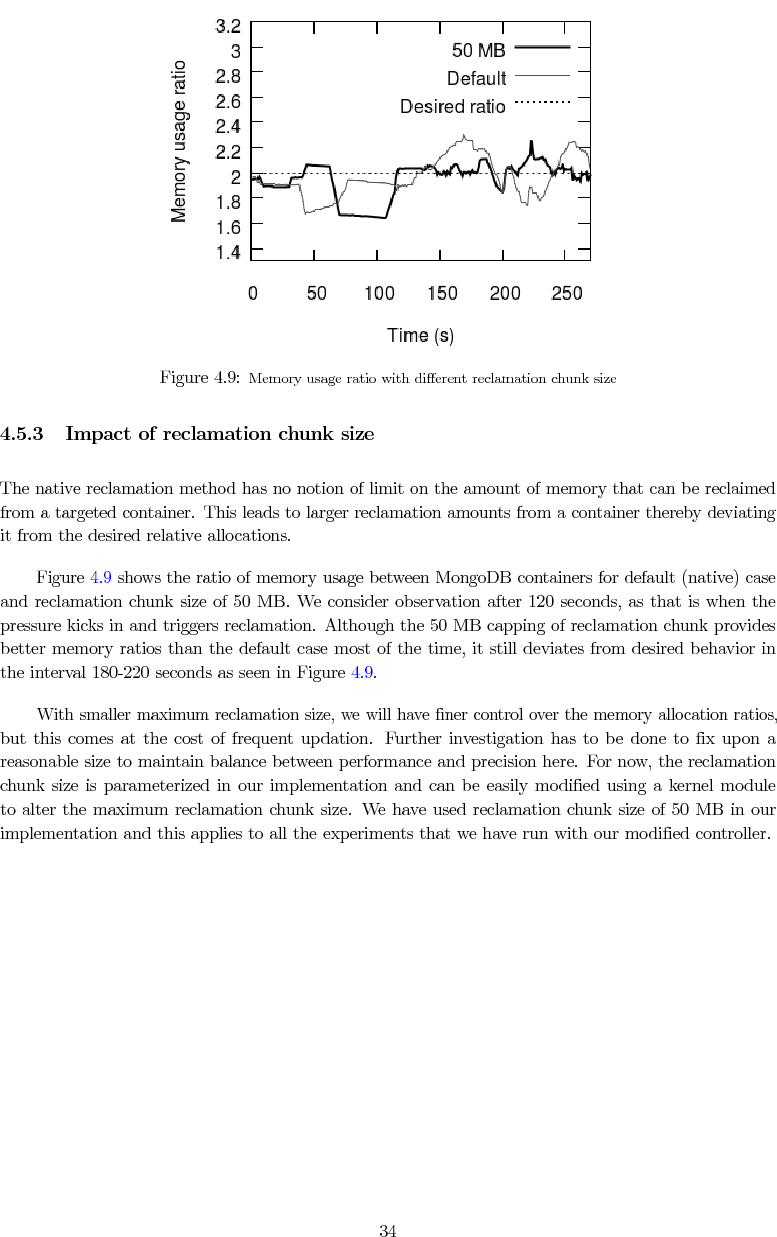 3.2
3
2.8
2.6
2.4
2.2
2
1.8
1.6
1.4
Memory usage ratio
50 MB
Default
Desired ratio
0 50 100 150 200 250
Time (s)
Figure 4.9: Memory usage ratio with different reclamation chunk size
4.5.3 Impact of reclamation chunk size
The native reclamation method has no notion of limit on the amount of memory that can be reclaimed
from a targeted container. This leads to larger reclamation amounts from a container thereby deviating
it from the desired relative allocations.
Figure 4.9 shows the ratio of memory usage between MongoDB containers for default (native) case
and reclamation chunk size of 50 MB. We consider observation after 120 seconds, as that is when the
pressure kicks in and triggers reclamation. Although the 50 MB capping of reclamation chunk provides
better memory ratios than the default case most of the time, it still deviates from desired behavior in
the interval 180-220 seconds as seen in Figure 4.9.
With smaller maximum reclamation size, we will have finer control over the memory allocation ratios,
but this comes at the cost of frequent updation. Further investigation has to be done to fix upon a
reasonable size to maintain balance between performance and precision here. For now, the reclamation
chunk size is parameterized in our implementation and can be easily modified using a kernel module
to alter the maximum reclamation chunk size. We have used reclamation chunk size of 50 MB in our
implementation and this applies to all the experiments that we have run with our modified controller.
34